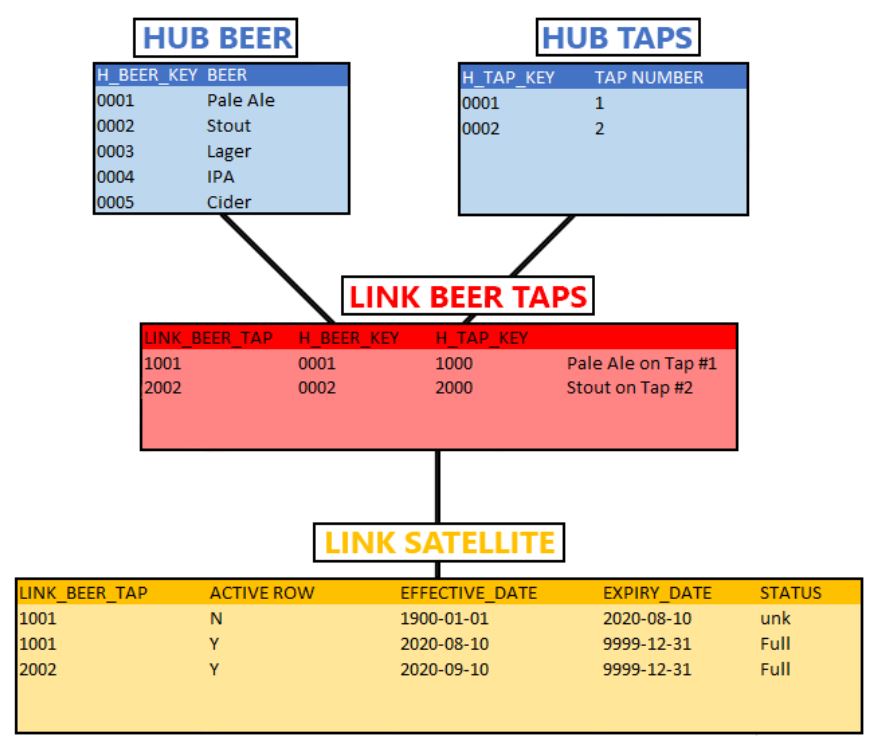 HUB BEER
H_BEER_KEY BEER
0001 Pale Ale
0002 Stout
0003 Lager
0004 IPA
0005 Cider
HUB TAPS
H_TAP_KEY TAP NUMBER
0001 1
0002 2
LINK BEER TAPS
LINK_BEER_TAP H_BEER_KEY H_TAP_KEY
1001 0001 1000 Pale Ale on Tap #1
2002 0002 2000 Stout on Tap #2
LINK SATELLITE
LINK_BEER_TAP ACTIVE ROW EFFECTIVE_DATE EXPIRY_DATE STATUS
1001 N 1900-01-01 2020-08-10 unk
1001 Y 2020-08-10 9999-12-31 Full
2002 Y 2020-09-10 9999-12-31 Full